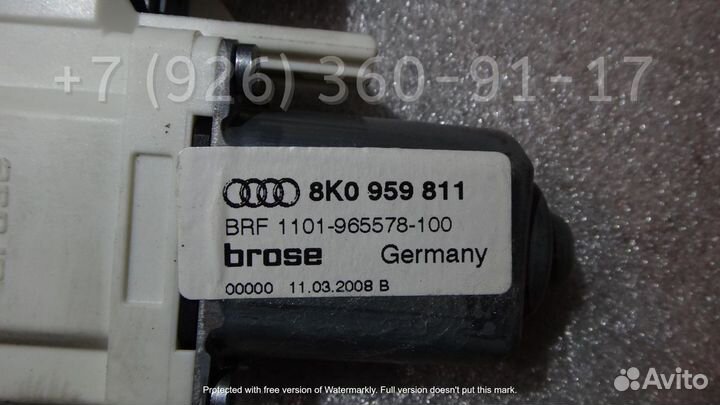 +7 (926) 360-91-17
8K0 959 811
BRF 1101-965578-100
brose Germany
00000 11.03.2008 B
Protected with free version of Watermarkly. Full version doesn't put this mark.
Avito